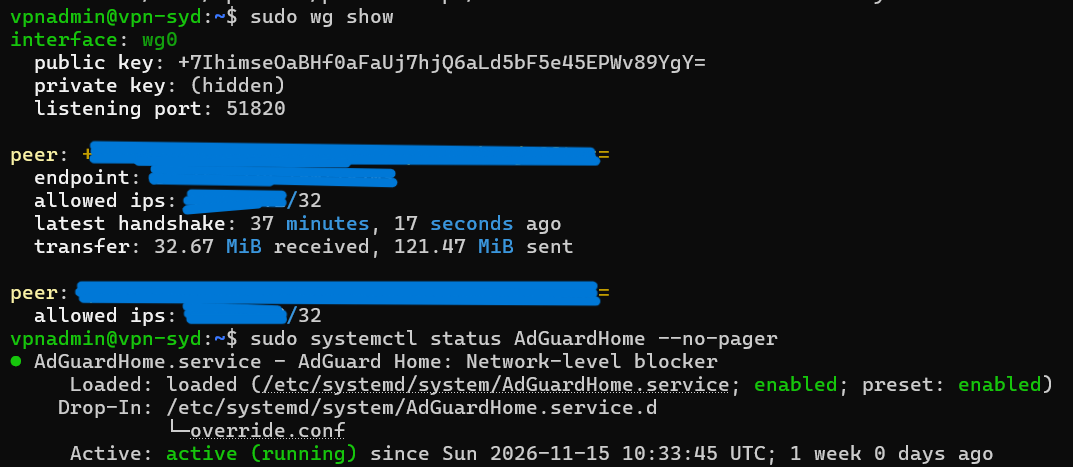 vpnadmin@vpn-syd:~$ sudo wg show
interface: wg0
  public key: +7IhimseOaBHf0aFaUj7hjQ6aLd5bF5e45EPWv89YgY=
  private key: (hidden)
  listening port: 51820

peer: +=
  endpoint:
  allowed ips: /32
  latest handshake: 37 minutes, 17 seconds ago
  transfer: 32.67 MiB received, 121.47 MiB sent

peer: =
  allowed ips: /32
vpnadmin@vpn-syd:~$ sudo systemctl status AdGuardHome --no-pager
● AdGuardHome.service - AdGuard Home: Network-level blocker
     Loaded: loaded (/etc/systemd/system/AdGuardHome.service; enabled; preset: enabled)
    Drop-In: /etc/systemd/system/AdGuardHome.service.d
             └─override.conf
     Active: active (running) since Sun 2026-11-15 10:33:45 UTC; 1 week 0 days ago